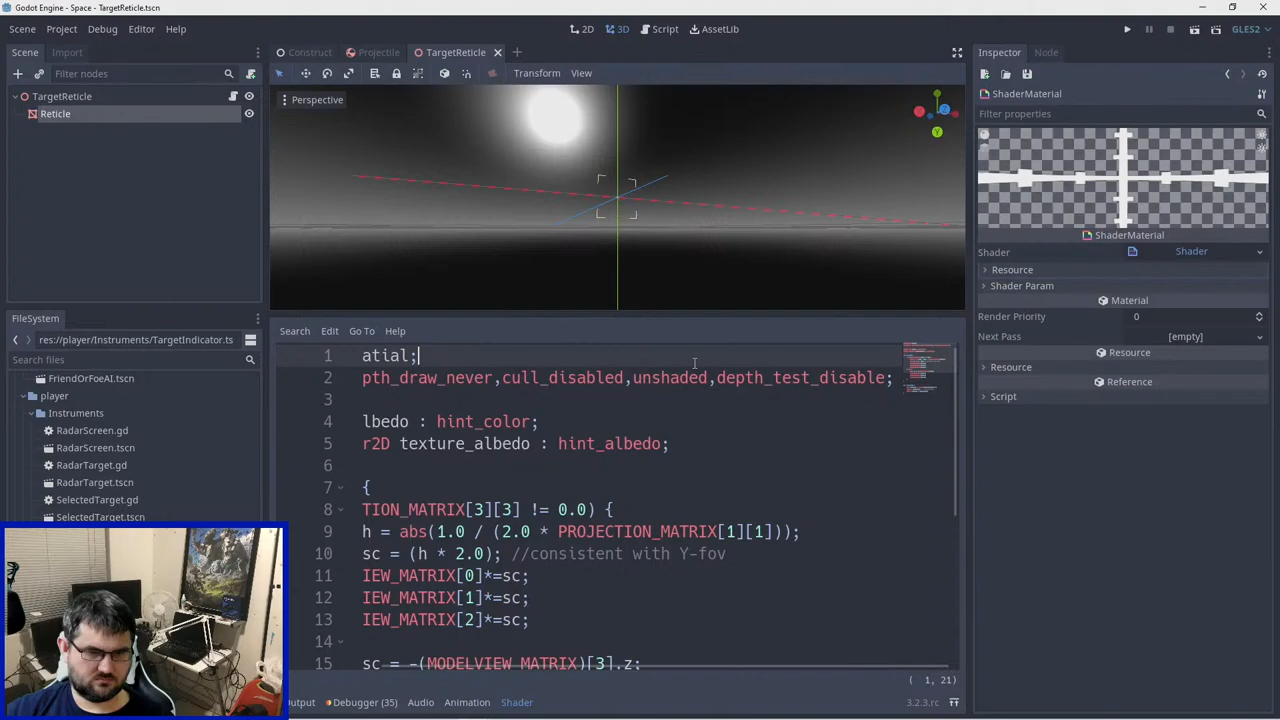 Godot Engine - Space - TargetReticle.tscn
Scene Project Debug Editor Help
2D 3D Script AssetLib
GLES2
Scene Import
Filter nodes
TargetReticle
Reticle
FileSystem
res://player/Instruments/TargetIndicator.ts
Search files
FriendOrFoeAI.tscn
player
Instruments
RadarScreen.gd
RadarScreen.tscn
RadarTarget.gd
RadarTarget.tscn
SelectedTarget.gd
SelectedTarget.tscn
Construct Projectile TargetReticle
Transform View
Perspective
X Z Y
Search Edit Go To Help
1 atial;
2 pth_draw_never,cull_disabled,unshaded,depth_test_disable;
3
4 lbedo : hint_color;
5 r2D texture_albedo : hint_albedo;
6
7 {
8 TION_MATRIX[3][3] != 0.0) {
9 h = abs(1.0 / (2.0 * PROJECTION_MATRIX[1][1]));
10 sc = (h * 2.0); //consistent with Y-fov
11 IEW_MATRIX[0]*=sc;
12 IEW_MATRIX[1]*=sc;
13 IEW_MATRIX[2]*=sc;
14
15 sc = -(MODELVIEW_MATRIX)[3].z;
( 1, 21)
Output Debugger (35) Audio Animation Shader
3.2.3.rc
Inspector Node
ShaderMaterial
Filter properties
ShaderMaterial
Shader Shader
Resource
Shader Param
Material
Render Priority 0
Next Pass [empty]
Resource
Resource
Reference
Script